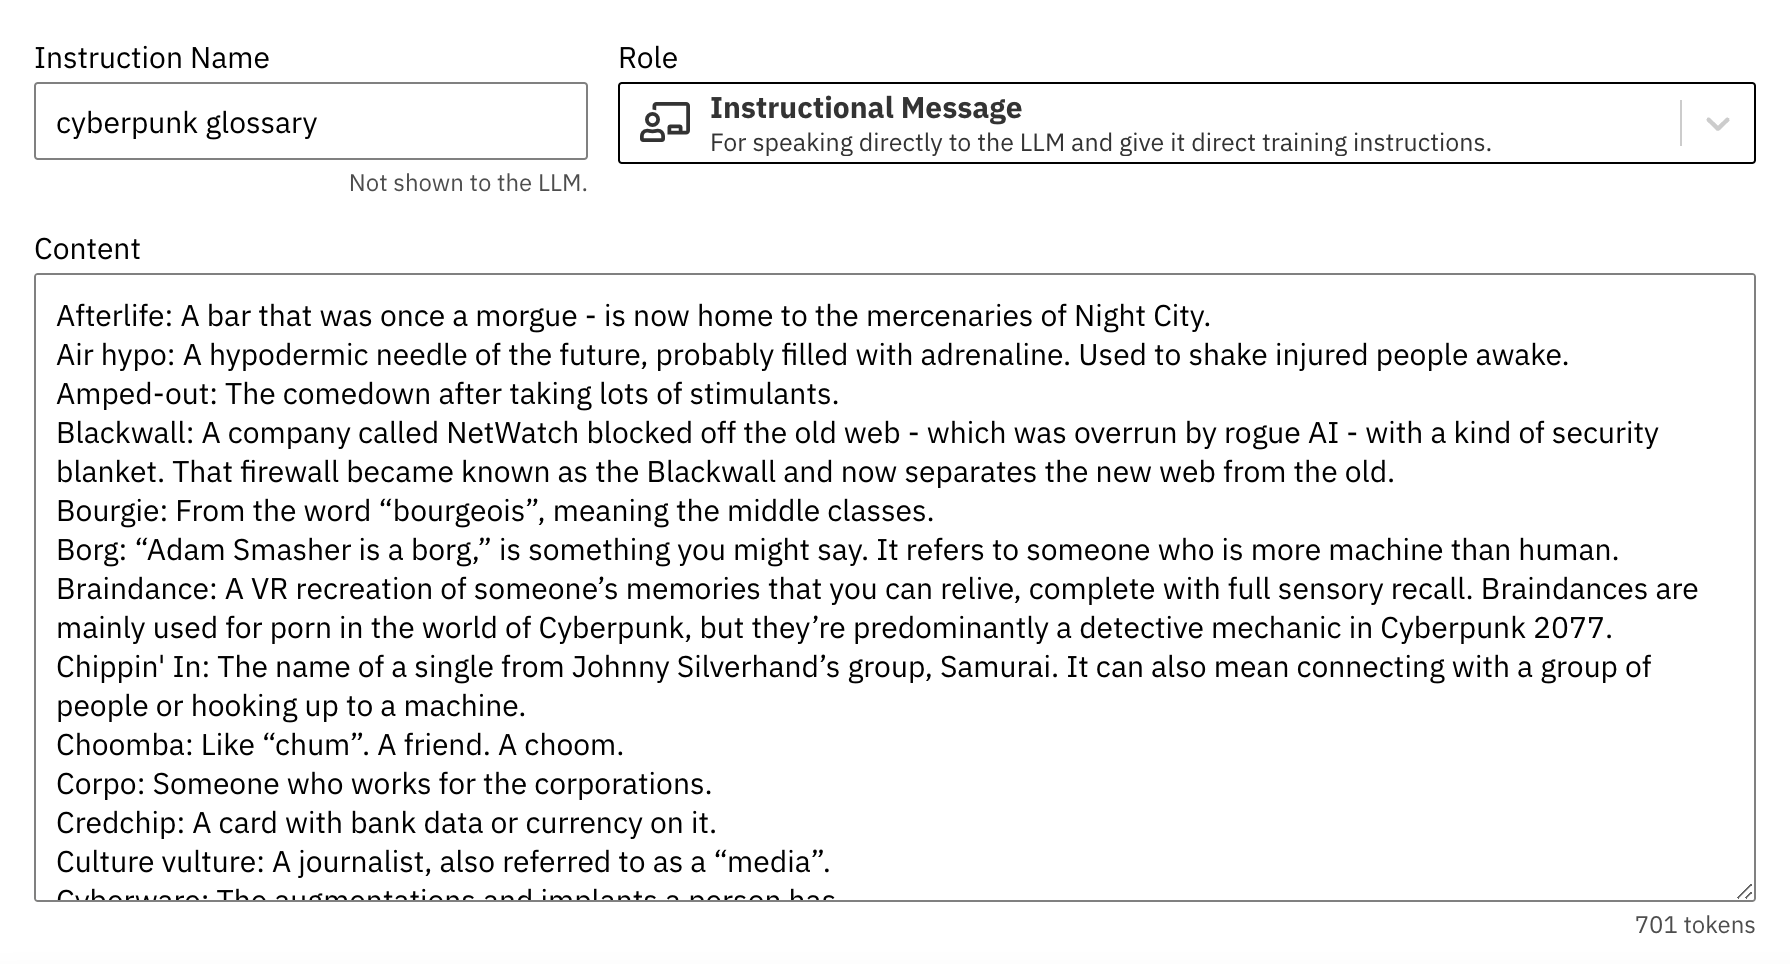 Instruction Name
Role
cyberpunk glossary
Instructional Message
For speaking directly to the LLM and give it direct training instructions.
Not shown to the LLM.
Content
Afterlife: A bar that was once a morgue - is now home to the mercenaries of Night City.
Air hypo: A hypodermic needle of the future, probably filled with adrenaline. Used to shake injured people awake.
Amped-out: The comedown after taking lots of stimulants.
Blackwall: A company called NetWatch blocked off the old web - which was overrun by rogue AI - with a kind of security
blanket. That firewall became known as the Blackwall and now separates the new web from the old.
Bourgie: From the word “bourgeois”, meaning the middle classes.
Borg: “Adam Smasher is a borg,” is something you might say. It refers to someone who is more machine than human.
Braindance: A VR recreation of someone’s memories that you can relive, complete with full sensory recall. Braindances are
mainly used for porn in the world of Cyberpunk, but they’re predominantly a detective mechanic in Cyberpunk 2077.
Chippin' In: The name of a single from Johnny Silverhand’s group, Samurai. It can also mean connecting with a group of
people or hooking up to a machine.
Choomba: Like “chum”. A friend. A choom.
Corpo: Someone who works for the corporations.
Credchip: A card with bank data or currency on it.
Culture vulture: A journalist, also referred to as a “media”.
Cyberware: The augmentations and implants a person has
701 tokens